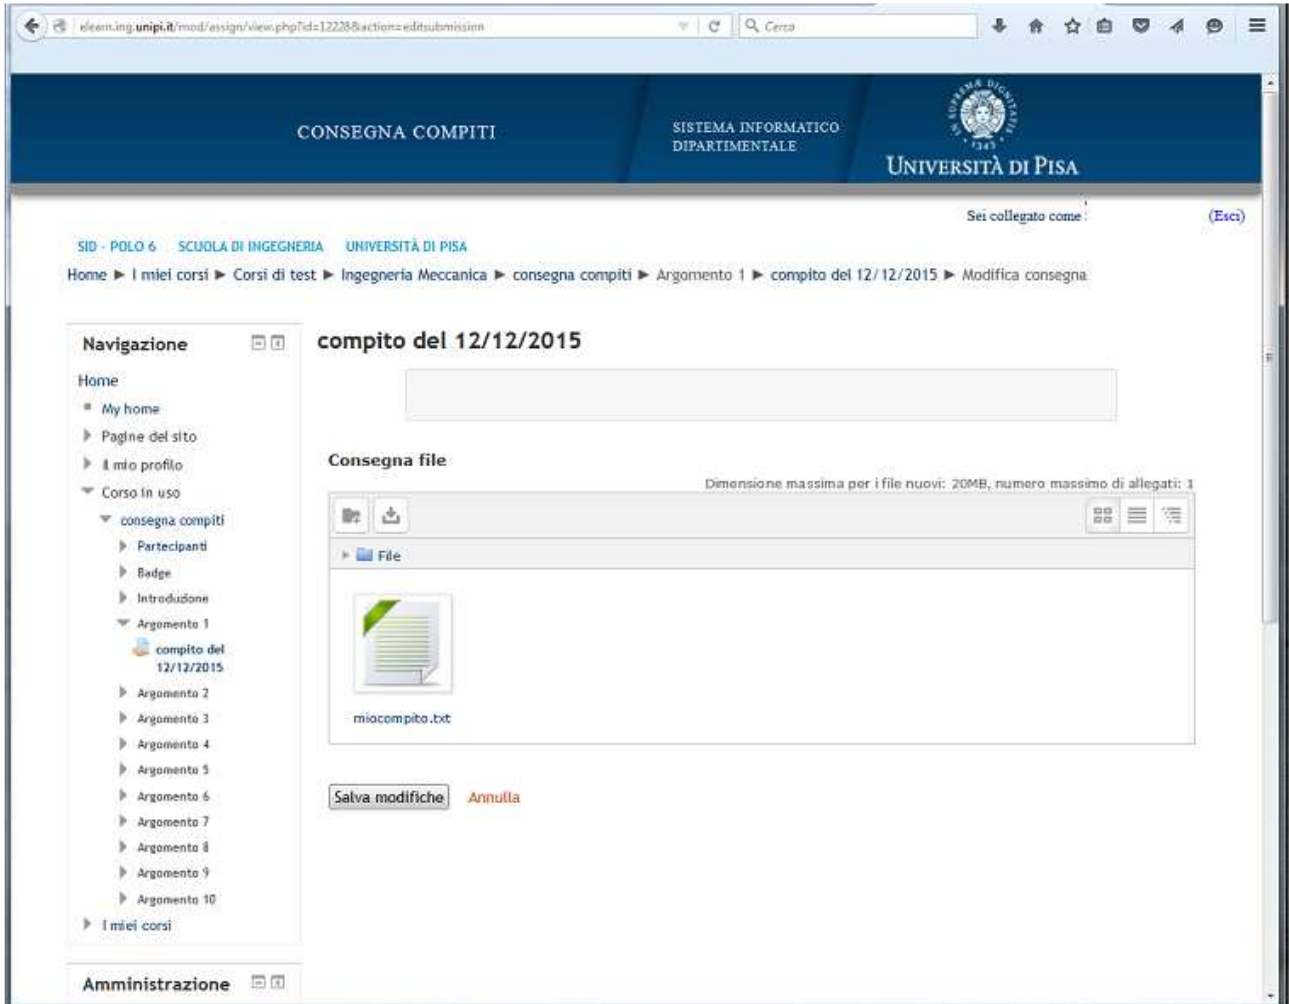 elearn.ing.unipi.it/mod/assign/view.php?id=12228&action=editsubmission
Cerca
CONSEGNA COMPITI
SISTEMA INFORMATICO
DIPARTIMENTALE
IN SUPREMÆ DIGNITATIS
1343
UNIVERSITÀ DI PISA
Sei collegato come
(Esci)
SID - POLO 6 SCUOLA DI INGEGNERIA UNIVERSITÀ DI PISA
Home ► I miei corsi ► Corsi di test ► Ingegneria Meccanica ► consegna compiti ► Argomento 1 ► compito del 12/12/2015 ► Modifica consegna
Navigazione
Home
My home
Pagine del sito
Il mio profilo
Corso in uso
consegna compiti
Partecipanti
Badge
Introduzione
Argomento 1
compito del
12/12/2015
Argomento 2
Argomento 3
Argomento 4
Argomento 5
Argomento 6
Argomento 7
Argomento 8
Argomento 9
Argomento 10
I miei corsi
Amministrazione
compito del 12/12/2015
Consegna file
Dimensione massima per i file nuovi: 20MB, numero massimo di allegati: 1
File
miocompito.txt
Salva modifiche Annulla